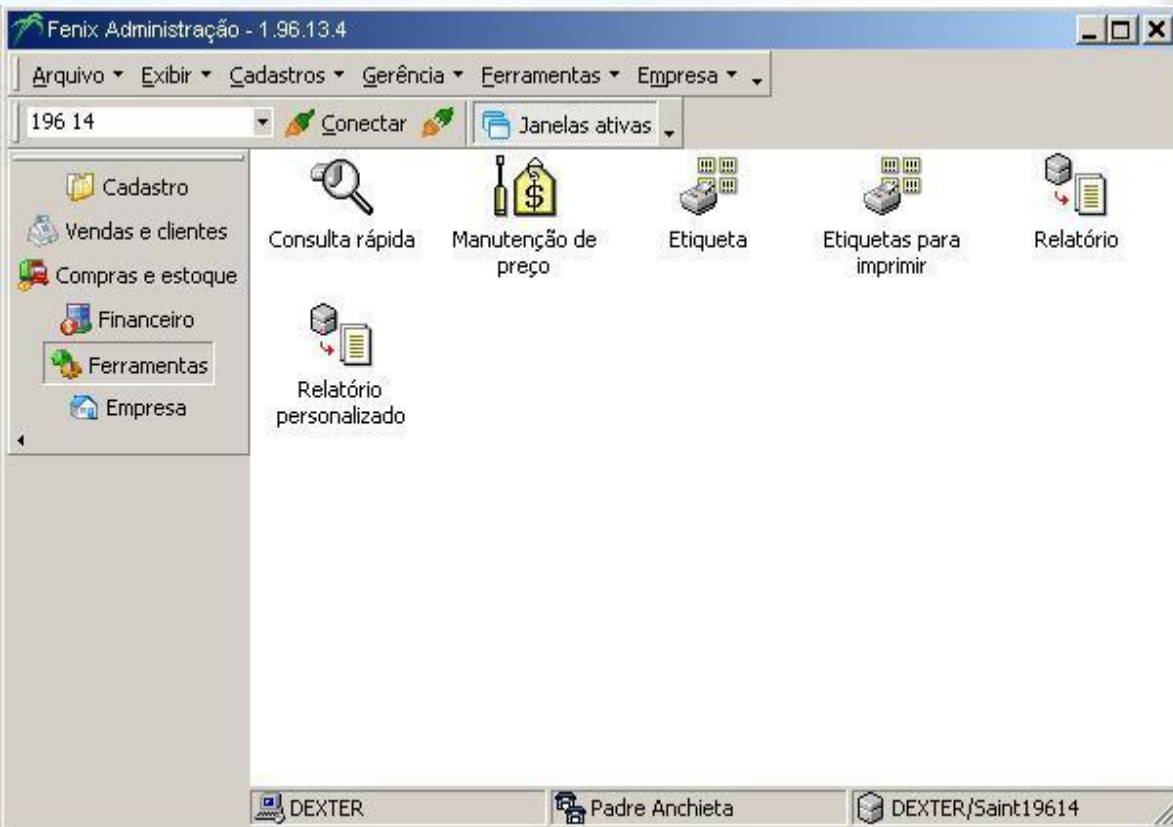 Fenix Administração - 1.96.13.4
Arquivo Exibir Cadastros Gerência Ferramentas Empresa
196 14 Conectar Janelas ativas
Cadastro
Vendas e clientes
Compras e estoque
Financeiro
Ferramentas
Empresa
Consulta rápida
Manutenção de
preço
Etiqueta
Etiquetas para
imprimir
Relatório
Relatório
personalizado
DEXTER Padre Anchieta DEXTER/Saint19614